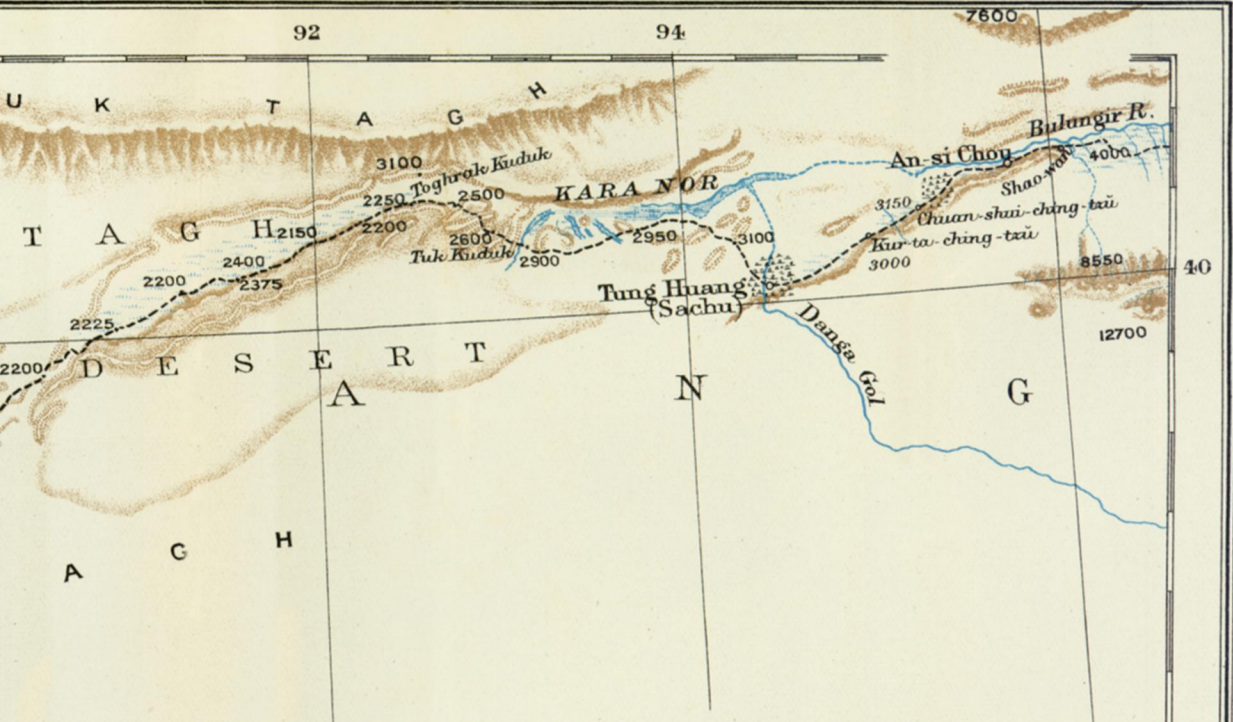 7600
92
94
U K T A G H
Bulungir R.
An-si Chou
4000
Shao-wan
3100
Toghrak Kuduk
2500
KARA NOR
2250
2200
3150
Chuan-shui-ching-tzŭ
Kur-ta-ching-tzŭ
3000
T A G H
2150
2600
Tuk Kuduk
2900
2950
3100
8550
40
2400
2200
2375
Tung Huang
(Sachu)
2225
Danga Gol
12700
2200
D E S E R T
A N G
A G H